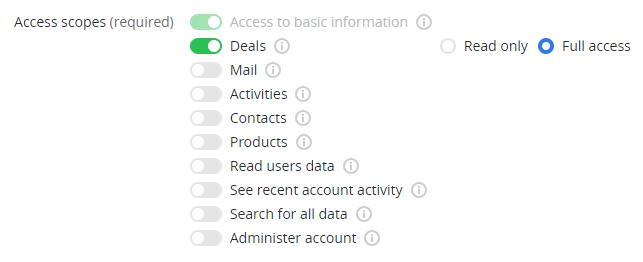 Access scopes (required) Access to basic information
Deals Read only Full access
Mail
Activities
Contacts
Products
Read users data
See recent account activity
Search for all data
Administer account